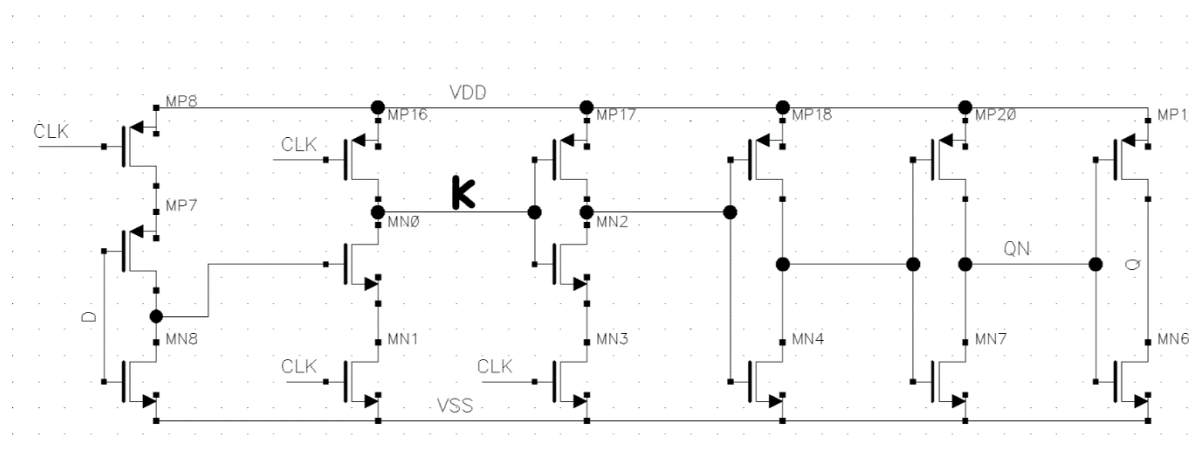 VDD
MP8
MP16
MP17
MP18
MP20
MP1
CLK
CLK
K
MP7
MN0
MN2
QN
Q
D
MN8
MN1
MN3
MN4
MN7
MN6
CLK
CLK
VSS